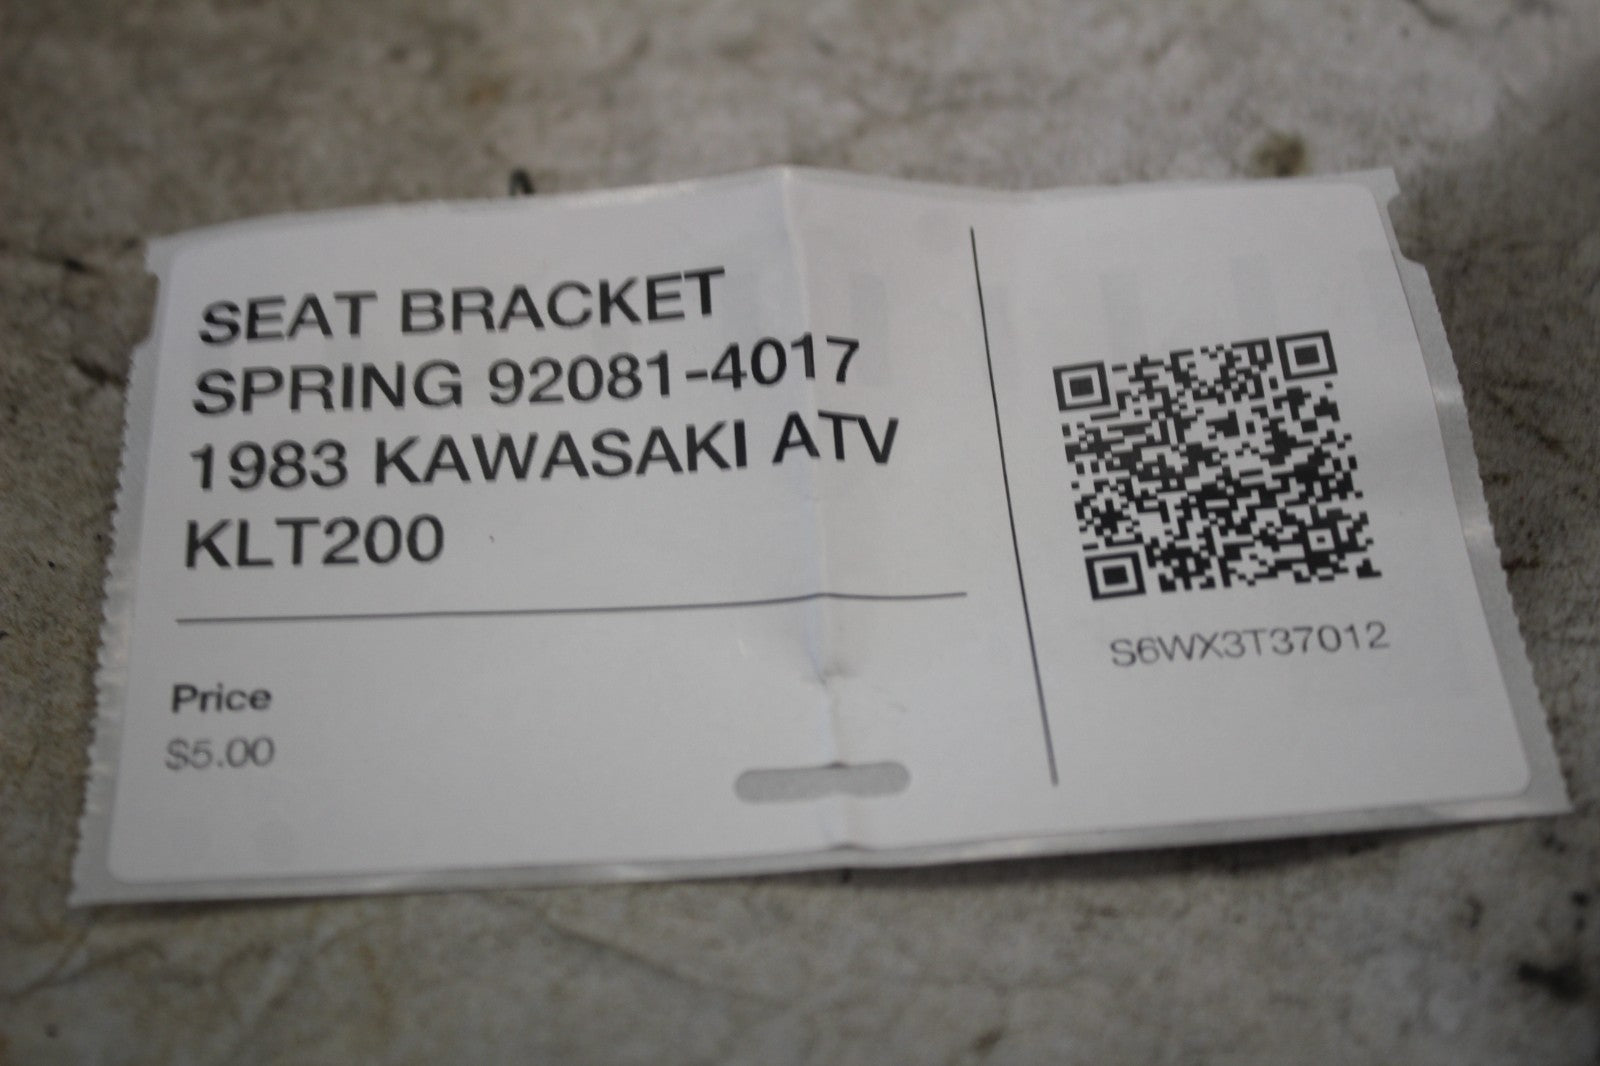 SEAT BRACKET
SPRING 92081-4017
1983 KAWASAKI ATV
KLT200
Price
$5.00
S6WX3T37012